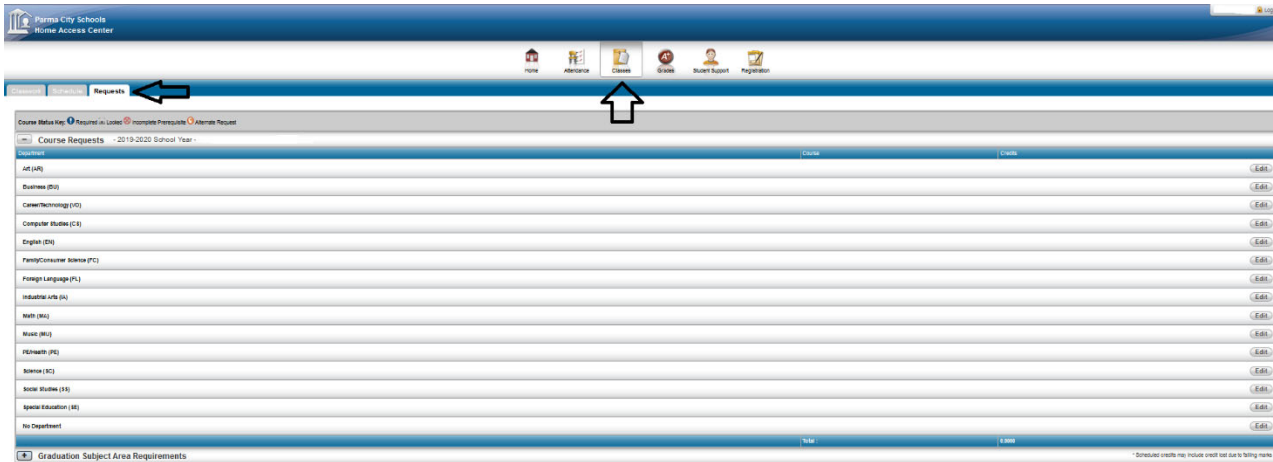 Parma City Schools
Home Access Center
Log
Home Attendance Classes Grades Student Support Registration
Classwork Schedule Requests
Course Status Key: Required Locked Incomplete Prerequisite Alternate Request
Course Requests - 2019-2020 School Year -
Department Course Credits
Art (AR) Edit
Business (BU) Edit
Career/Technology (VO) Edit
Computer Studies (CS) Edit
English (EN) Edit
Family/Consumer Science (FC) Edit
Foreign Language (FL) Edit
Industrial Arts (IA) Edit
Math (MA) Edit
Music (MU) Edit
PE/Health (PE) Edit
Science (SC) Edit
Social Studies (SS) Edit
Special Education (SE) Edit
No Department Edit
Total : 0.0000
Graduation Subject Area Requirements * Scheduled credits may include credit lost due to failing marks